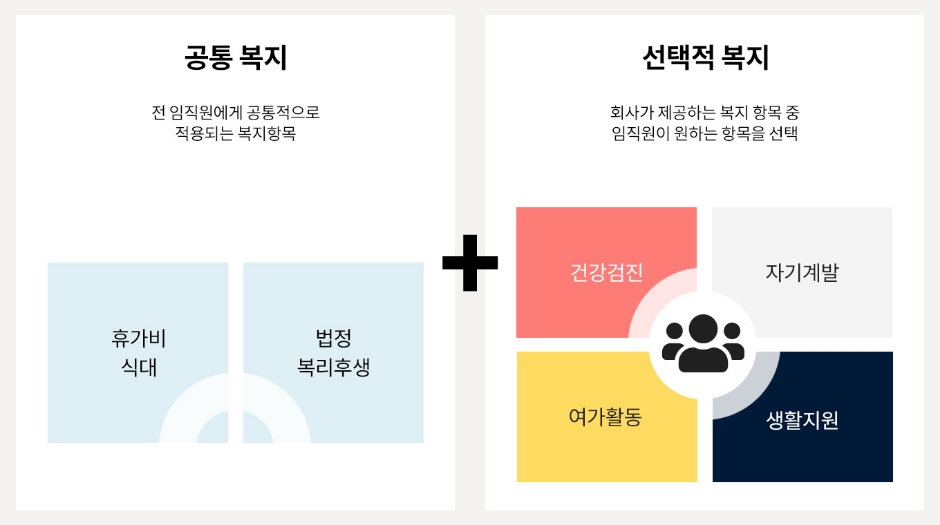 공통 복지
전 임직원에게 공통적으로
적용되는 복지항목
휴가비
식대
법정
복리후생
선택적 복지
회사가 제공하는 복지 항목 중
임직원이 원하는 항목을 선택
건강검진
자기계발
여가활동
생활지원